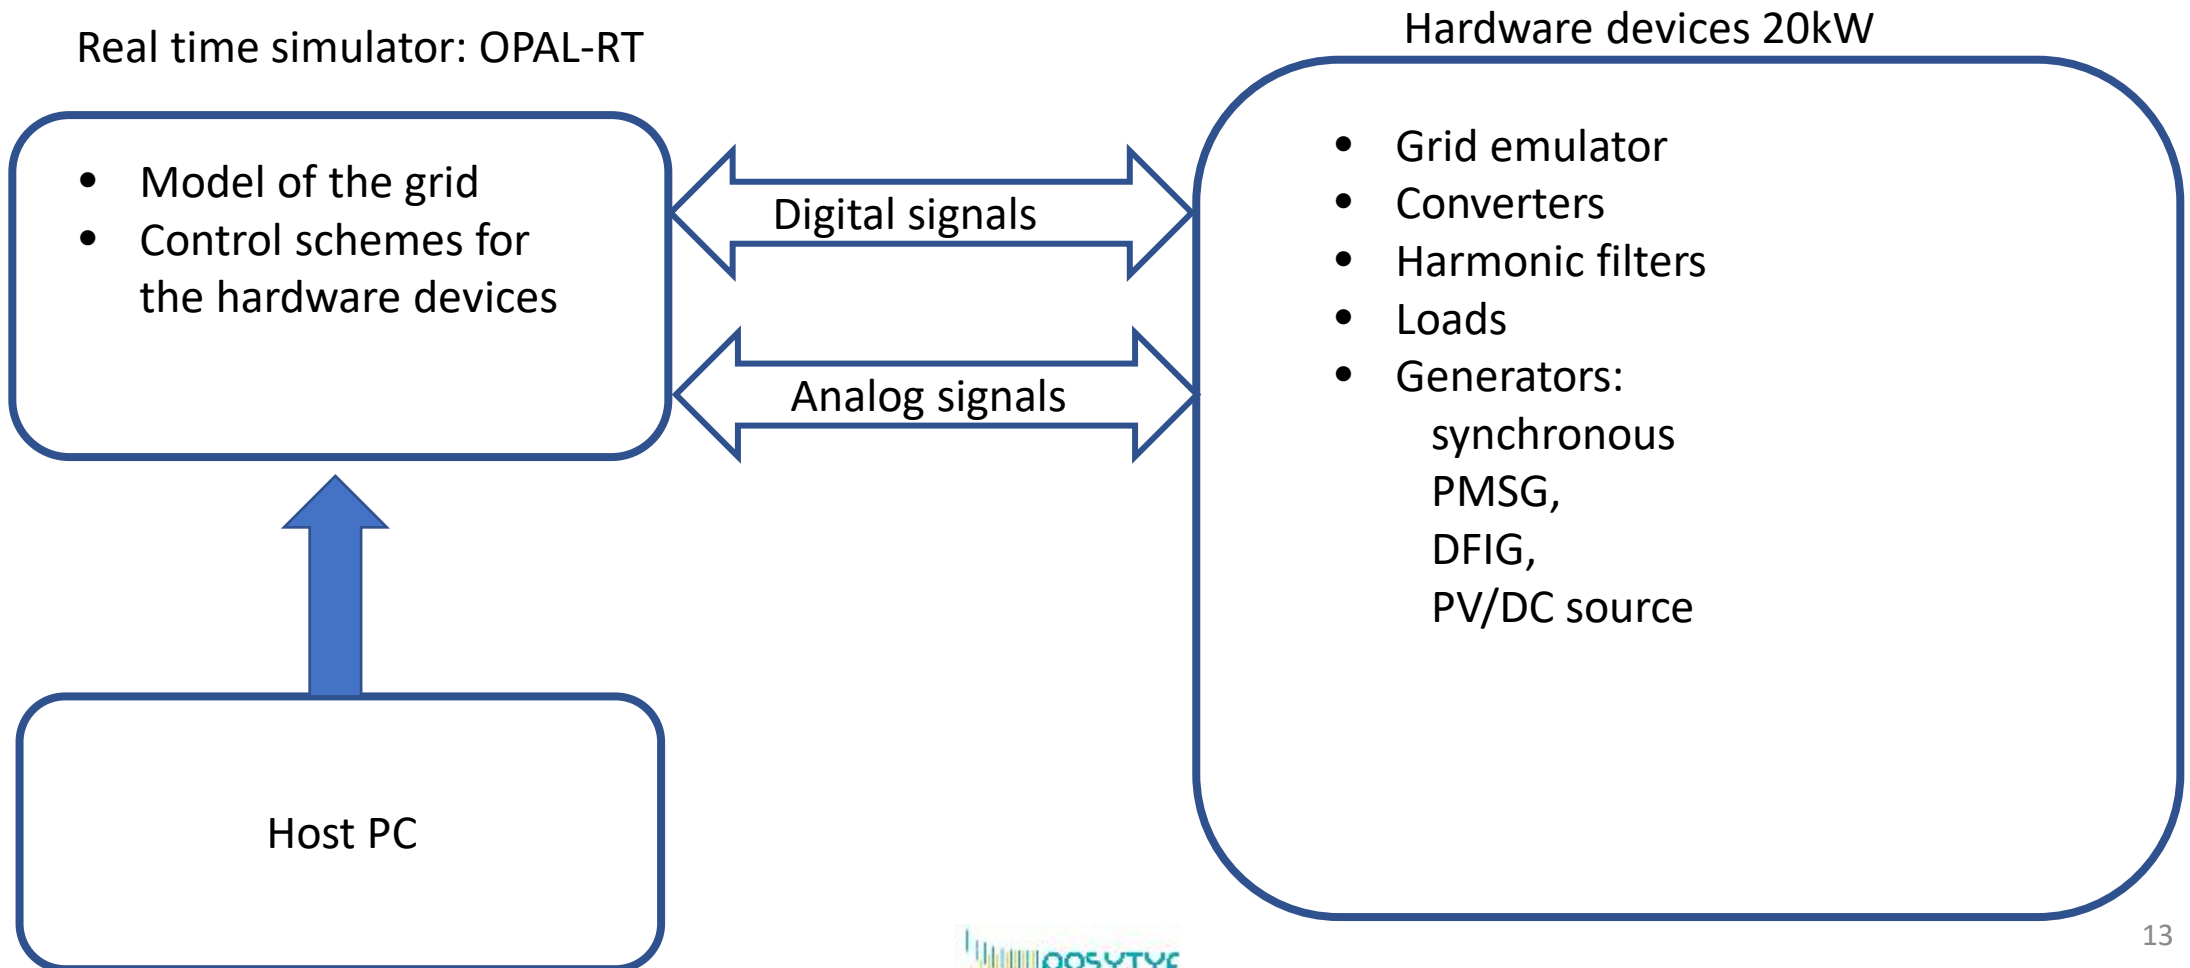 Real time simulator: OPAL-RT
Hardware devices 20kW
• Model of the grid
• Control schemes for
the hardware devices
Digital signals
Analog signals
• Grid emulator
• Converters
• Harmonic filters
• Loads
• Generators:
synchronous
PMSG,
DFIG,
PV/DC source
Host PC
13